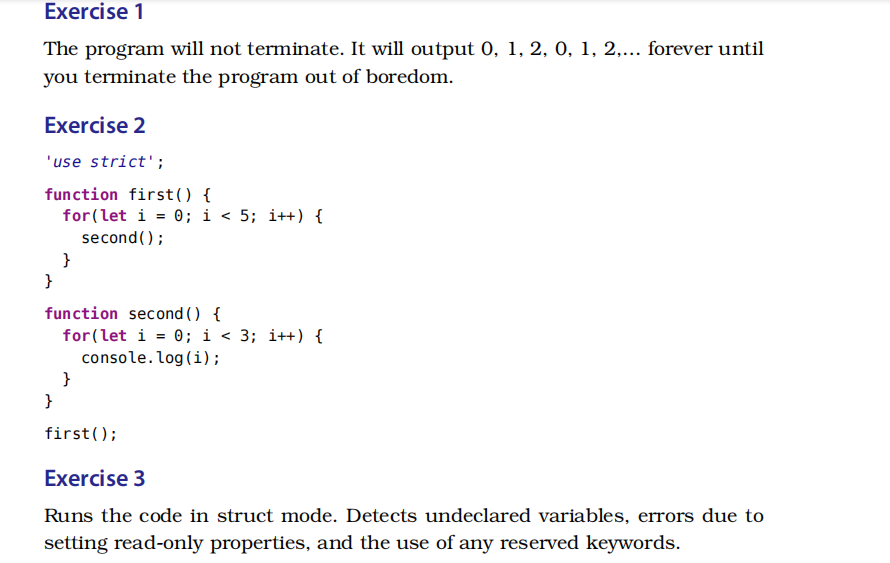 Exercise 1
The program will not terminate. It will output 0, 1, 2, 0, 1, 2,... forever until
you terminate the program out of boredom.
Exercise 2
'use strict';
function first() {
  for(let i = 0; i < 5; i++) {
    second();
  }
}
function second() {
  for(let i = 0; i < 3; i++) {
    console.log(i);
  }
}
first();
Exercise 3
Runs the code in struct mode. Detects undeclared variables, errors due to
setting read-only properties, and the use of any reserved keywords.